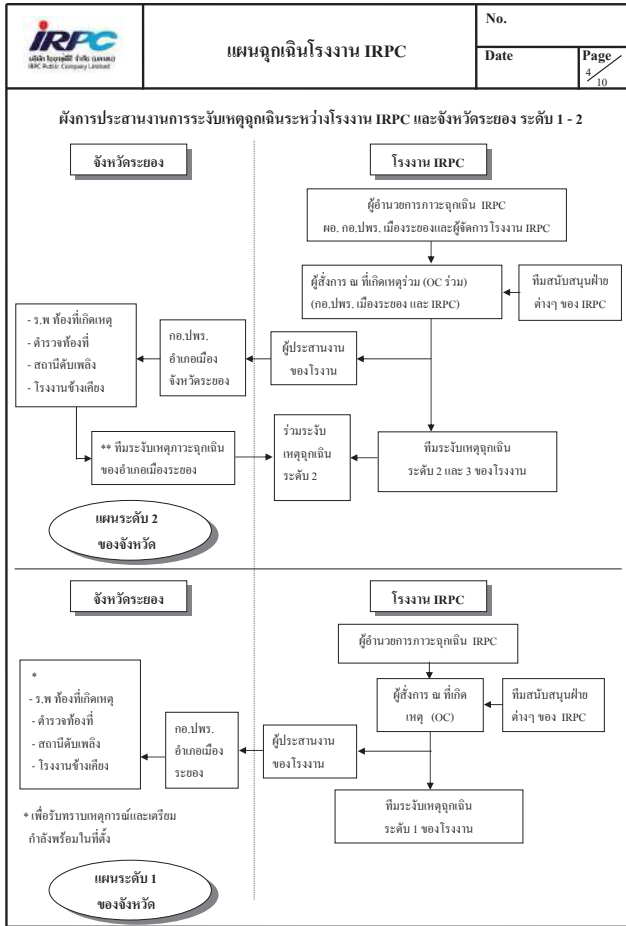 IRPC
บริษัท ไออาร์พีซี จำกัด (มหาชน)
IRPC Public Company Limited
แผนฉุกเฉินโรงงาน IRPC
No.
Date
Page
4/10
ผังการประสานงานการระงับเหตุฉุกเฉินระหว่างโรงงาน IRPC และจังหวัดระยอง ระดับ 1 - 2
จังหวัดระยอง
โรงงาน IRPC
ผู้อำนวยการภาวะฉุกเฉิน IRPC
ผอ. กอ.ปพร. เมืองระยองและผู้จัดการโรงงาน IRPC
ผู้สั่งการ ณ ที่เกิดเหตุร่วม (OC ร่วม)
(กอ.ปพร. เมืองระยอง และ IRPC)
ทีมสนับสนุนฝ่าย
ต่างๆ ของ IRPC
- ร.พ ท้องที่เกิดเหตุ
- ตำรวจท้องที่
- สถานีดับเพลิง
- โรงงานข้างเคียง
กอ.ปพร.
อำเภอเมือง
จังหวัดระยอง
ผู้ประสานงาน
ของโรงงาน
** ทีมระงับเหตุภาวะฉุกเฉิน
ของอำเภอเมืองระยอง
ร่วมระงับ
เหตุฉุกเฉิน
ระดับ 2
ทีมระงับเหตุฉุกเฉิน
ระดับ 2 และ 3 ของโรงงาน
แผนระดับ 2
ของจังหวัด
จังหวัดระยอง
โรงงาน IRPC
ผู้อำนวยการภาวะฉุกเฉิน IRPC
ผู้สั่งการ ณ ที่เกิด
เหตุ (OC)
ทีมสนับสนุนฝ่าย
ต่างๆ ของ IRPC
*
- ร.พ ท้องที่เกิดเหตุ
- ตำรวจท้องที่
- สถานีดับเพลิง
- โรงงานข้างเคียง
กอ.ปพร.
อำเภอเมือง
ระยอง
ผู้ประสานงาน
ของโรงงาน
ทีมระงับเหตุฉุกเฉิน
ระดับ 1 ของโรงงาน
* เพื่อรับทราบเหตุการณ์และเตรียม
กำลังพร้อมในที่ตั้ง
แผนระดับ 1
ของจังหวัด